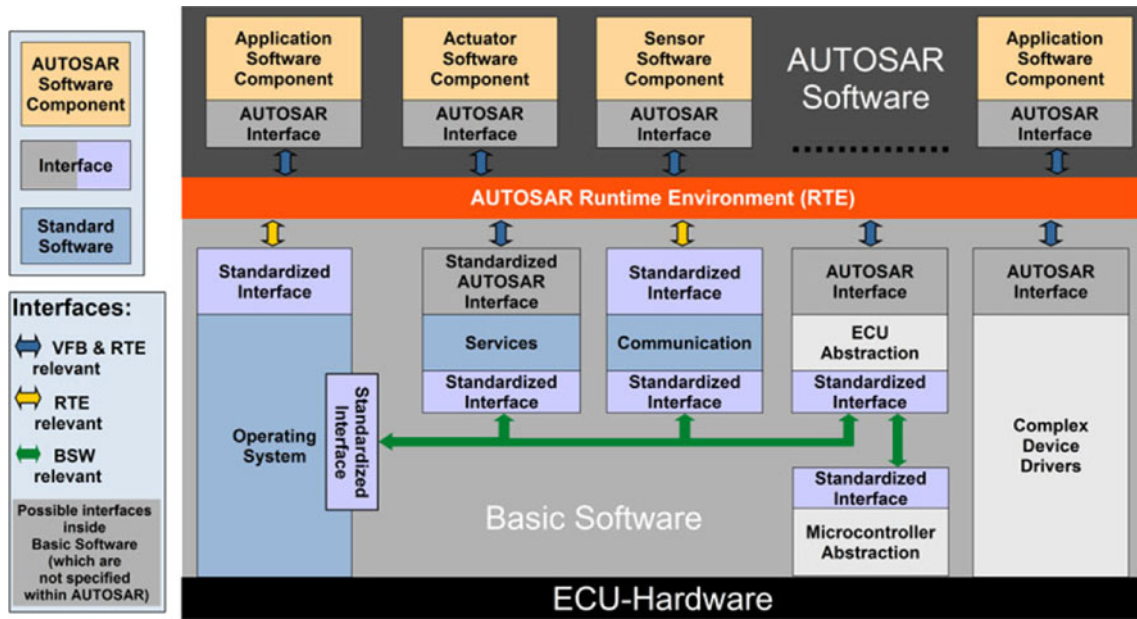 AUTOSAR
Software
Component
Interface
Standard
Software
Interfaces:
VFB & RTE
relevant
RTE
relevant
BSW
relevant
Possible interfaces
inside
Basic Software
(which are
not specified
within AUTOSAR)
Application
Software
Component
AUTOSAR
Interface
Actuator
Software
Component
AUTOSAR
Interface
Sensor
Software
Component
AUTOSAR
Interface
AUTOSAR
Software
Application
Software
Component
AUTOSAR
Interface
AUTOSAR Runtime Environment (RTE)
Standardized
Interface
Operating
System
Standardized
Interface
Standardized
AUTOSAR
Interface
Services
Standardized
Interface
Standardized
Interface
Communication
Standardized
Interface
AUTOSAR
Interface
ECU
Abstraction
Standardized
Interface
Standardized
Interface
Microcontroller
Abstraction
AUTOSAR
Interface
Complex
Device
Drivers
Basic Software
ECU-Hardware